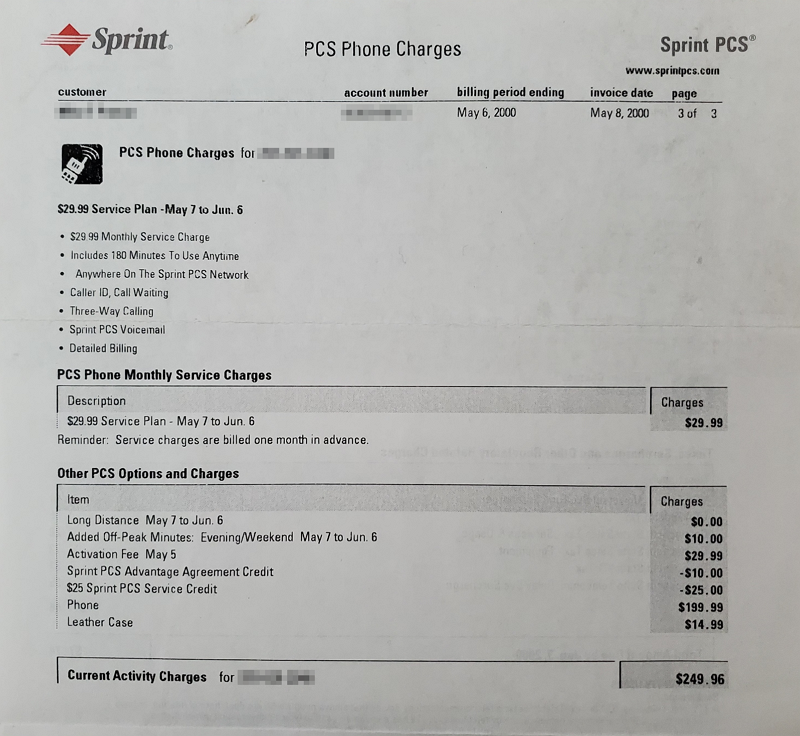 Sprint®
PCS Phone Charges
Sprint PCS®
www.sprintpcs.com
customer account number billing period ending invoice date page
May 6, 2000 May 8, 2000 3 of 3
PCS Phone Charges for
$29.99 Service Plan -May 7 to Jun. 6
• $29.99 Monthly Service Charge
• Includes 180 Minutes To Use Anytime
• Anywhere On The Sprint PCS Network
• Caller ID, Call Waiting
• Three-Way Calling
• Sprint PCS Voicemail
• Detailed Billing
PCS Phone Monthly Service Charges
Description Charges
$29.99 Service Plan - May 7 to Jun. 6 $29.99
Reminder: Service charges are billed one month in advance.
Other PCS Options and Charges
Item Charges
Long Distance May 7 to Jun. 6 $0.00
Added Off-Peak Minutes: Evening/Weekend May 7 to Jun. 6 $10.00
Activation Fee May 5 $29.99
Sprint PCS Advantage Agreement Credit -$10.00
$25 Sprint PCS Service Credit -$25.00
Phone $199.99
Leather Case $14.99
Current Activity Charges for $249.96